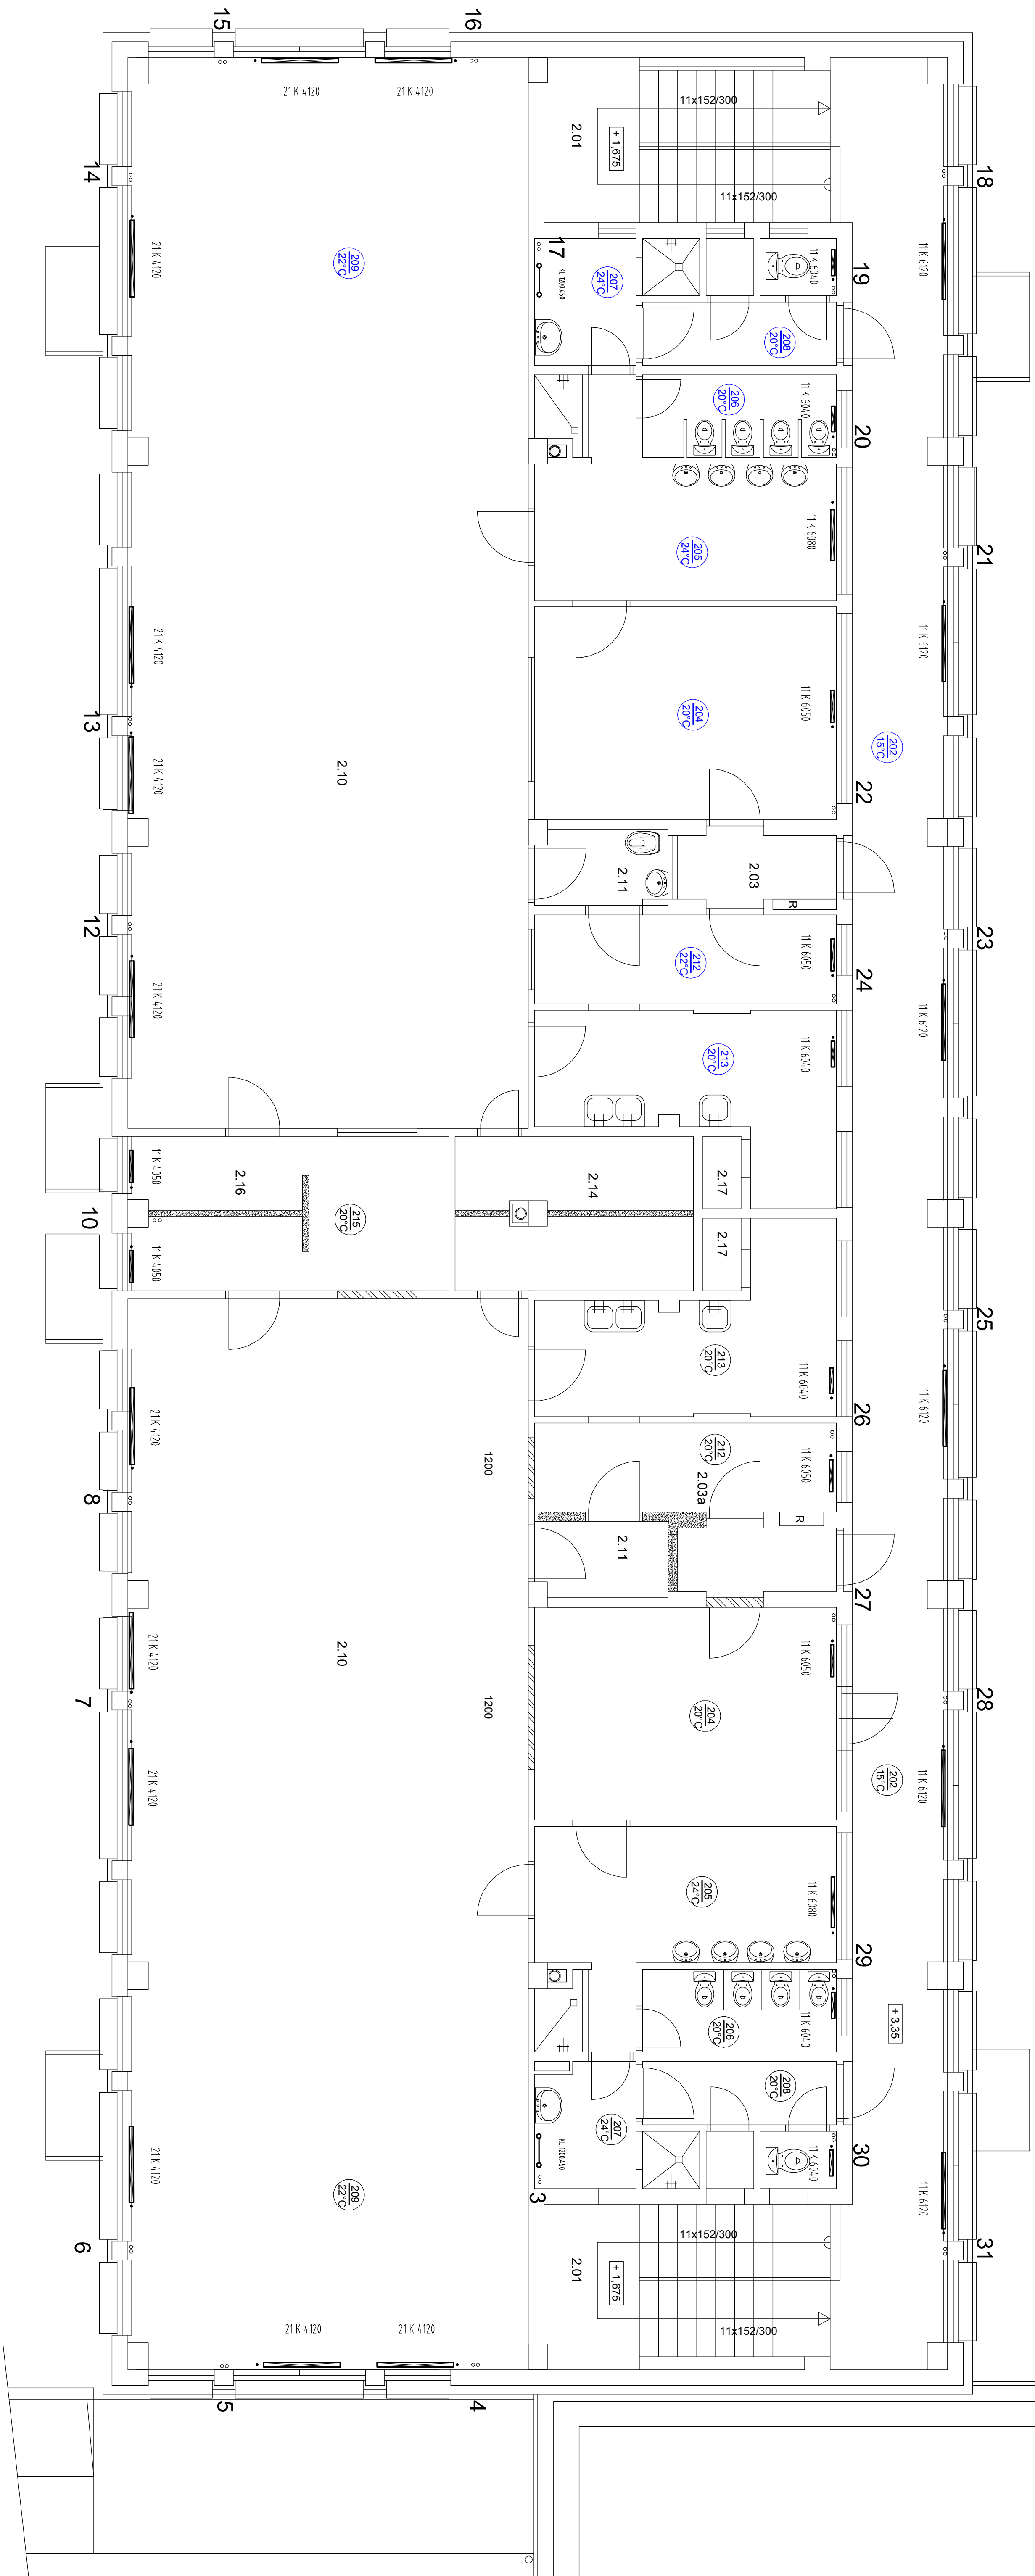 15
16
21 K 4120
21 K 4120
11x152/300
2.01
+ 1,675
11x152/300
14
18
21 K 4120
209
22°C
17
KL 1200.450
207
24°C
11 K 6040
19
11 K 6120
208
20°C
206
20°C
11 K 6040
20
205
24°C
11 K 6080
21
21 K 4120
11 K 6120
204
20°C
11 K 6050
13
202
15°C
21 K 4120
2.10
22
2.11
2.03
R
12
21 K 4120
212
22°C
11 K 6050
24
23
11 K 6120
213
20°C
11 K 6040
11 K 4050
2.16
2.14
2.17
10
215
20°C
11 K 4050
2.17
25
213
20°C
11 K 6040
11 K 6120
21 K 4120
26
1200
212
20°C
2.03a
11 K 6050
8
R
2.11
27
21 K 4120
2.10
11 K 6050
7
1200
204
20°C
28
21 K 4120
202
15°C
11 K 6120
205
24°C
11 K 6080
29
206
20°C
11 K 6040
+ 3,35
208
20°C
207
24°C
KL 1200.450
11 K 6040
30
21 K 4120
209
22°C
3
11 K 6120
6
31
11x152/300
2.01
+ 1,675
11x152/300
21 K 4120
21 K 4120
5
4